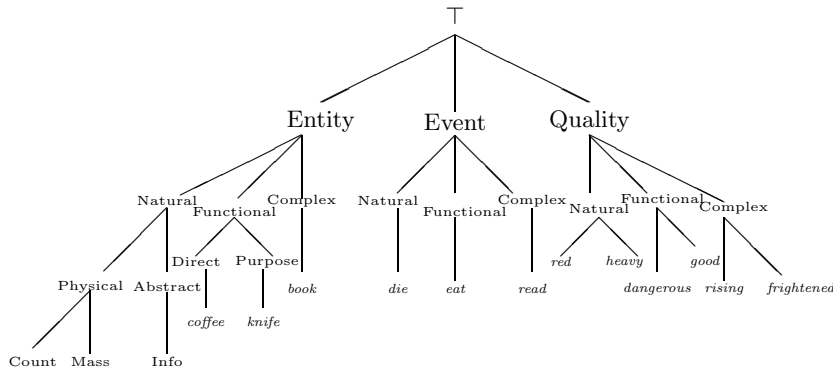 ⊤
Entity Event Quality
Natural Functional Complex Natural Functional Complex Natural Functional Complex
Physical Abstract Direct Purpose book die eat read red heavy dangerous good rising frightened
coffee knife
Count Mass Info